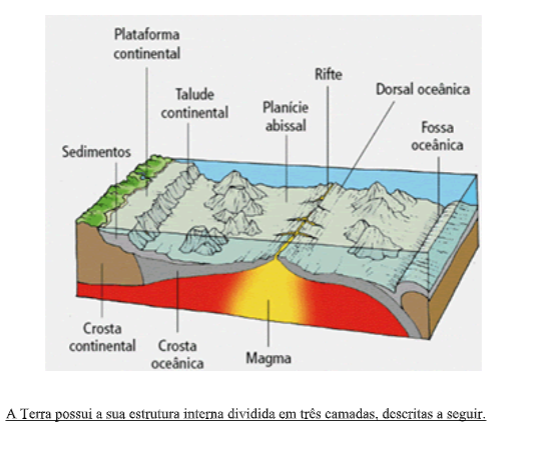 Plataforma
continental
Rifte
Talude
continental
Dorsal oceânica
Planície
abissal
Fossa
oceânica
Sedimentos
Crosta
continental
Crosta
oceânica
Magma
A Terra possui a sua estrutura interna dividida em três camadas, descritas a seguir.